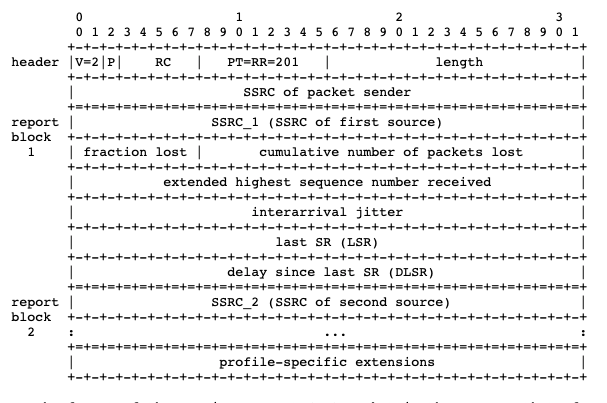 0                   1                   2                   3
 0 1 2 3 4 5 6 7 8 9 0 1 2 3 4 5 6 7 8 9 0 1 2 3 4 5 6 7 8 9 0 1
+-+-+-+-+-+-+-+-+-+-+-+-+-+-+-+-+-+-+-+-+-+-+-+-+-+-+-+-+-+-+-+-+
header |V=2|P|    RC   |   PT=RR=201   |             length            |
+-+-+-+-+-+-+-+-+-+-+-+-+-+-+-+-+-+-+-+-+-+-+-+-+-+-+-+-+-+-+-+-+
|                     SSRC of packet sender                     |
+=+=+=+=+=+=+=+=+=+=+=+=+=+=+=+=+=+=+=+=+=+=+=+=+=+=+=+=+=+=+=+=+
report |                 SSRC_1 (SSRC of first source)                 |
block  +-+-+-+-+-+-+-+-+-+-+-+-+-+-+-+-+-+-+-+-+-+-+-+-+-+-+-+-+-+-+-+-+
1    | fraction lost |       cumulative number of packets lost       |
+-+-+-+-+-+-+-+-+-+-+-+-+-+-+-+-+-+-+-+-+-+-+-+-+-+-+-+-+-+-+-+-+
|           extended highest sequence number received           |
+-+-+-+-+-+-+-+-+-+-+-+-+-+-+-+-+-+-+-+-+-+-+-+-+-+-+-+-+-+-+-+-+
|                      interarrival jitter                      |
+-+-+-+-+-+-+-+-+-+-+-+-+-+-+-+-+-+-+-+-+-+-+-+-+-+-+-+-+-+-+-+-+
|                         last SR (LSR)                         |
+-+-+-+-+-+-+-+-+-+-+-+-+-+-+-+-+-+-+-+-+-+-+-+-+-+-+-+-+-+-+-+-+
|                   delay since last SR (DLSR)                  |
+=+=+=+=+=+=+=+=+=+=+=+=+=+=+=+=+=+=+=+=+=+=+=+=+=+=+=+=+=+=+=+=+
report |                 SSRC_2 (SSRC of second source)                |
block  +-+-+-+-+-+-+-+-+-+-+-+-+-+-+-+-+-+-+-+-+-+-+-+-+-+-+-+-+-+-+-+-+
2    :                               ...                             :
+=+=+=+=+=+=+=+=+=+=+=+=+=+=+=+=+=+=+=+=+=+=+=+=+=+=+=+=+=+=+=+=+
|                  profile-specific extensions                  |
+-+-+-+-+-+-+-+-+-+-+-+-+-+-+-+-+-+-+-+-+-+-+-+-+-+-+-+-+-+-+-+-+